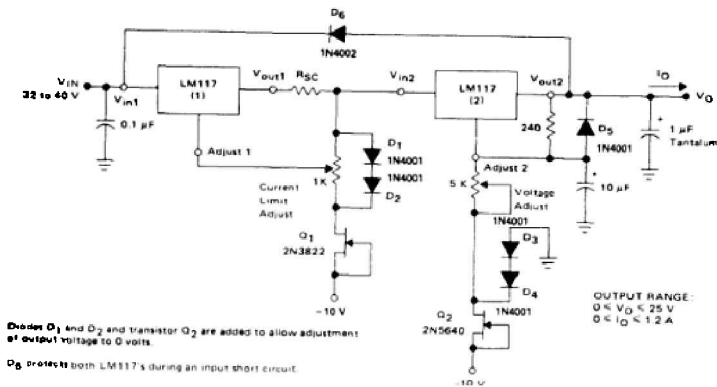 D6
1N4002
VIN
32 to 40 V
Vin1
LM117
(1)
Vout1
RSC
Vin2
LM117
(2)
Vout2
IO
VO
0.1 µF
240
D5
1N4001
1 µF
Tantalum
Adjust 1
D1
1N4001
1N4001
D2
1K
Current
Limit
Adjust
Adjust 2
5 K
Voltage
Adjust
10 µF
1N4001
Q1
2N3822
D3
D4
-10 V
1N4001
Q2
2N5640
OUTPUT RANGE:
0 ≤ VO ≤ 25 V
0 ≤ IO ≤ 1.2 A
-10 V
Diodes D1 and D2 and transistor Q2 are added to allow adjustment
of output voltage to 0 volts.
D6 protects both LM117's during an input short circuit.